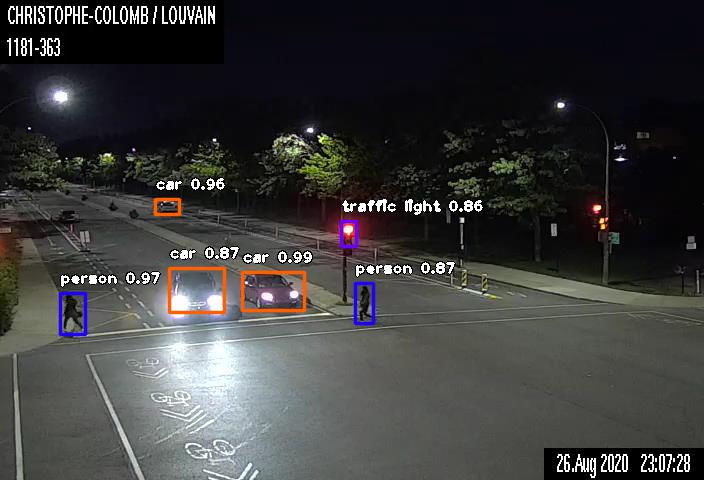 CHRISTOPHE-COLOMB / LOUVAIN
1181-363
car 0.96
traffic light 0.86
car 0.87
car 0.99
person 0.87
person 0.97
26.Aug 2020 23:07:28